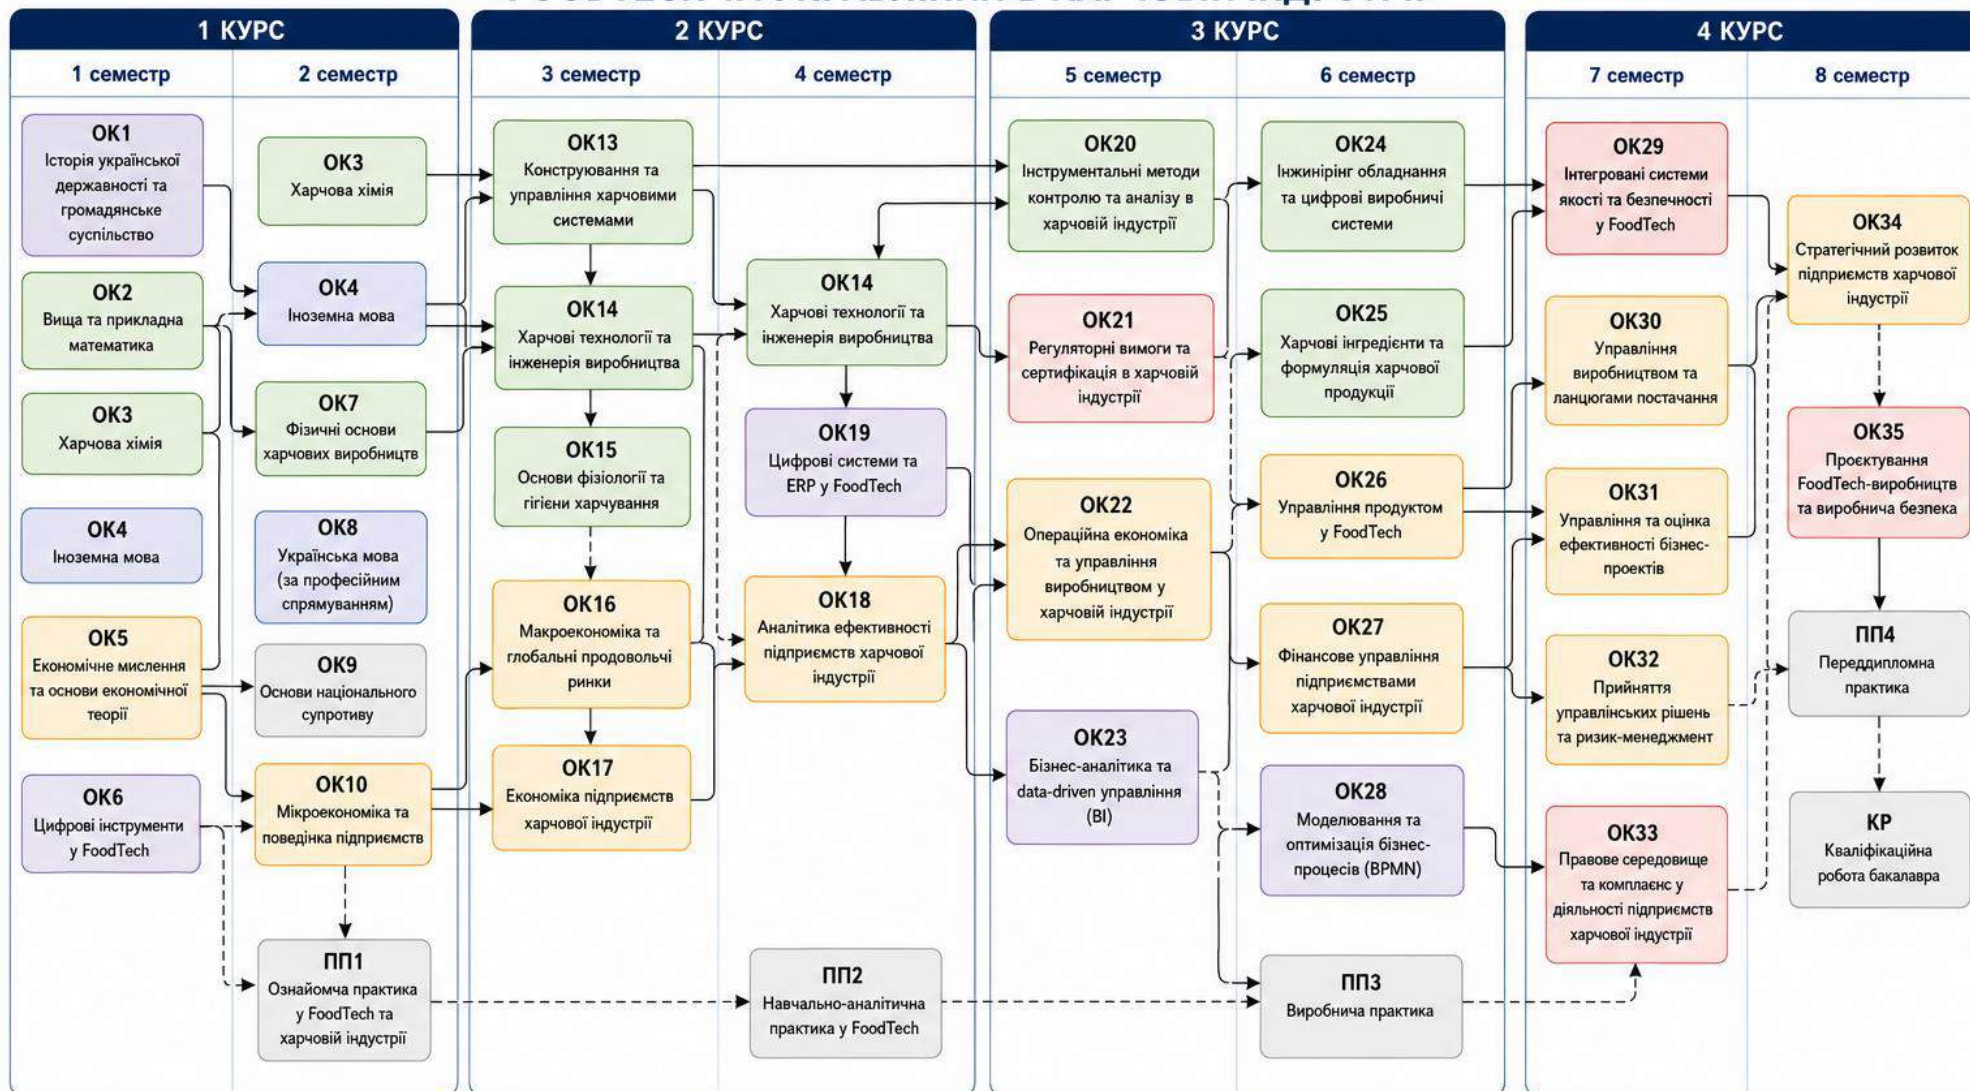 1 КУРС
2 КУРС
3 КУРС
4 КУРС
1 семестр
2 семестр
3 семестр
4 семестр
5 семестр
6 семестр
7 семестр
8 семестр
ОК1
Історія української
державності та
громадянське
суспільство
ОК2
Вища та прикладна
математика
ОК3
Харчова хімія
ОК4
Іноземна мова
ОК5
Економічне мислення
та основи економічної
теорії
ОК6
Цифрові інструменти
у FoodTech
ОК3
Харчова хімія
ОК4
Іноземна мова
ОК7
Фізичні основи
харчових виробництв
ОК8
Українська мова
(за професійним
спрямуванням)
ОК9
Основи національного
супротиву
ОК10
Мікроекономіка та
поведінка підприємств
ПП1
Ознайомча практика
у FoodTech та
харчовій індустрії
ОК13
Конструювання та
управління харчовими
системами
ОК14
Харчові технології та
інженерія виробництва
ОК15
Основи фізіології та
гігієни харчування
ОК16
Макроекономіка та
глобальні продовольчі
ринки
ОК17
Економіка підприємств
харчової індустрії
ОК14
Харчові технології та
інженерія виробництва
ОК19
Цифрові системи та
ERP у FoodTech
ОК18
Аналітика ефективності
підприємств харчової
індустрії
ПП2
Навчально-аналітична
практика у FoodTech
ОК20
Інструментальні методи
контролю та аналізу в
харчовій індустрії
ОК21
Регуляторні вимоги та
сертифікація в харчовій
індустрії
ОК22
Операційна економіка
та управління
виробництвом у
харчовій індустрії
ОК23
Бізнес-аналітика та
data-driven управління
(BI)
ОК24
Інжиніринг обладнання
та цифрові виробничі
системи
ОК25
Харчові інгредієнти та
формуляція харчової
продукції
ОК26
Управління продуктом
у FoodTech
ОК27
Фінансове управління
підприємствами
харчової індустрії
ОК28
Моделювання та
оптимізація бізнес-
процесів (BPMN)
ПП3
Виробнича практика
ОК29
Інтегровані системи
якості та безпечності
у FoodTech
ОК30
Управління
виробництвом та
ланцюгами постачання
ОК31
Управління та оцінка
ефективності бізнес-
проектів
ОК32
Прийняття
управлінських рішень
та ризик-менеджмент
ОК33
Правове середовище
та комплаєнс у
діяльності підприємств
харчової індустрії
ОК34
Стратегічний розвиток
підприємств харчової
індустрії
ОК35
Проєктування
FoodTech-виробництв
та виробнича безпека
ПП4
Переддипломна
практика
КР
Кваліфікаційна
робота бакалавра